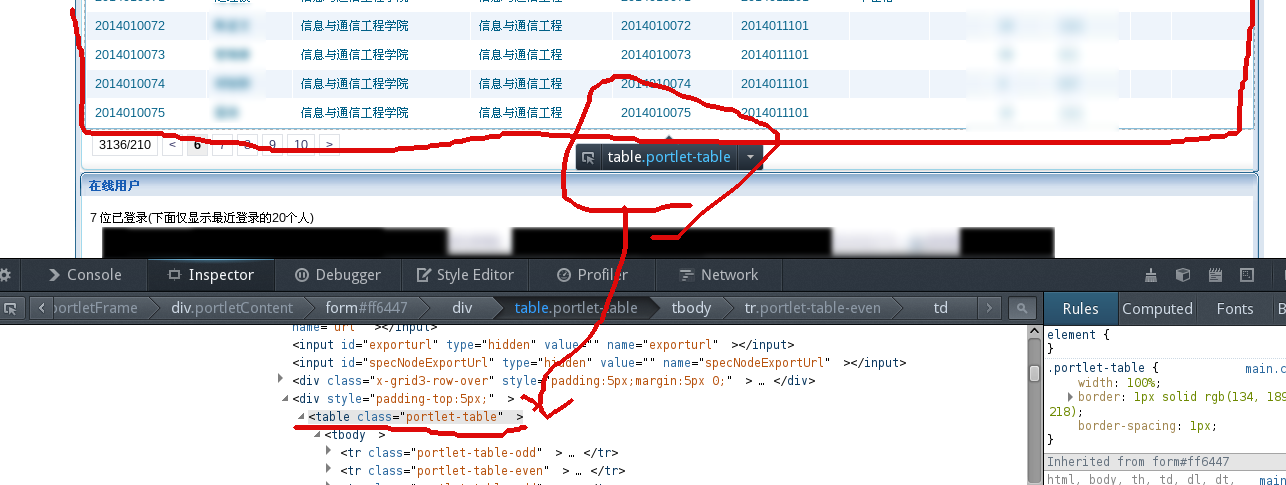 2014010072 信息与通信工程学院 信息与通信工程 2014010072 2014011101
2014010073 信息与通信工程学院 信息与通信工程 2014010073 2014011101
2014010074 信息与通信工程学院 信息与通信工程 2014010074 2014011101
2014010075 信息与通信工程学院 信息与通信工程 2014010075 2014011101
3136/210 < 6 7 8 9 10 >
table.portlet-table
在线用户
7 位已登录(下面仅显示最近登录的20个人)
Console Inspector Debugger Style Editor Profiler Network
portletFrame div.portletContent form#ff6447 div table.portlet-table tbody tr.portlet-table-even td
Rules Computed Fonts B
name="url" ></input>
<input id="exporturl" type="hidden" value="" name="exporturl" ></input>
<input id="specNodeExportUrl" type="hidden" value="" name="specNodeExportUrl" ></input>
<div class="x-grid3-row-over" style="padding:5px;margin:5px 0;" > … </div>
<div style="padding-top:5px;" >
<table class="portlet-table" >
<tbody >
<tr class="portlet-table-odd" > … </tr>
<tr class="portlet-table-even" > … </tr>
element {
}
.portlet-table { main.c
width: 100%;
border: 1px solid rgb(134, 189
218);
border-spacing: 1px;
}
Inherited from form#ff6447
html, body, th, td, dl, dt, main.